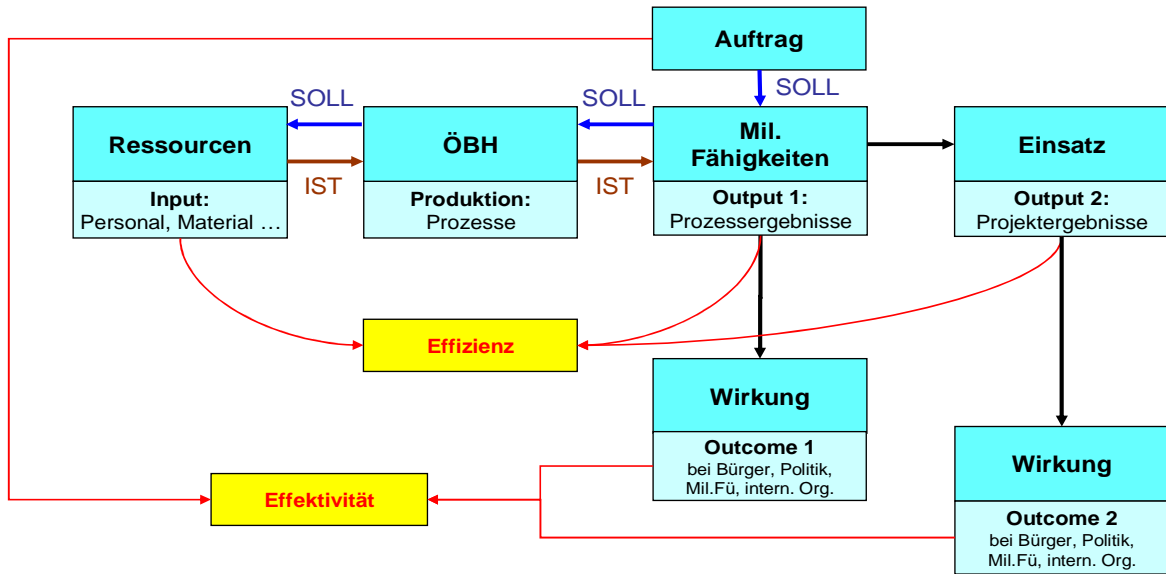 Auftrag
SOLL
SOLL
SOLL
Ressourcen
ÖBH
Mil.
Fähigkeiten
Einsatz
IST
IST
Input:
Personal, Material …
Produktion:
Prozesse
Output 1:
Prozessergebnisse
Output 2:
Projektergebnisse
Effizienz
Wirkung
Outcome 1
bei Bürger, Politik,
Mil.Fü, intern. Org.
Effektivität
Wirkung
Outcome 2
bei Bürger, Politik,
Mil.Fü, intern. Org.